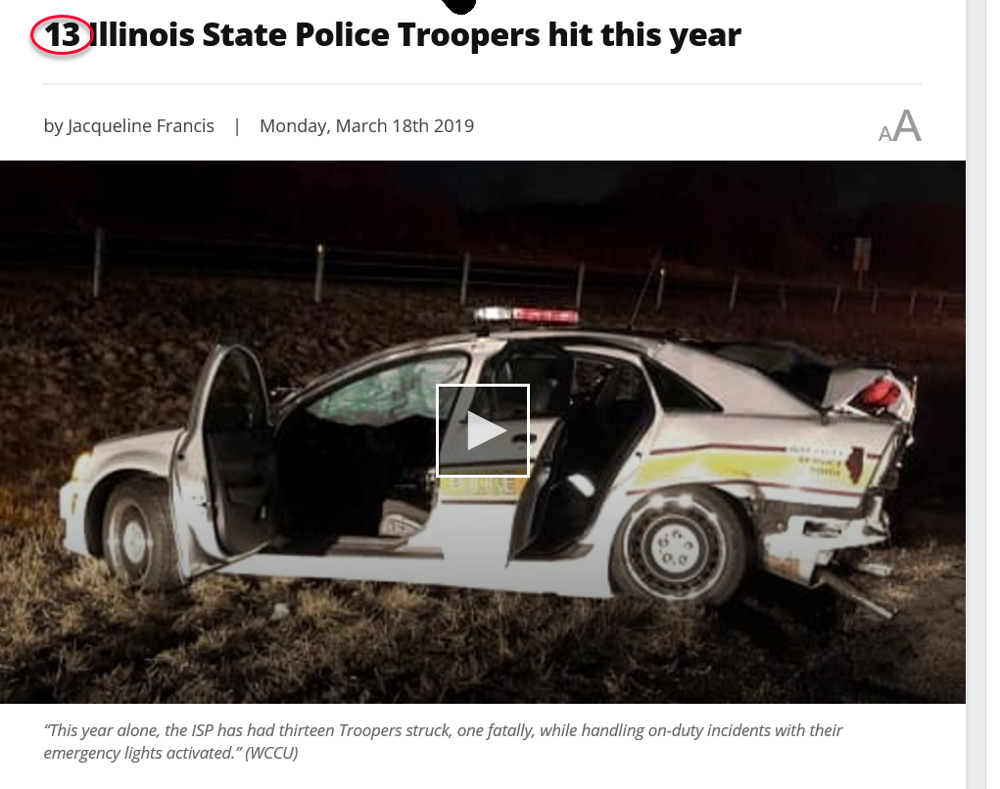 13 Illinois State Police Troopers hit this year
by Jacqueline Francis | Monday, March 18th 2019
AA
POLICE
“This year alone, the ISP has had thirteen Troopers struck, one fatally, while handling on-duty incidents with their
emergency lights activated.” (WCCU)